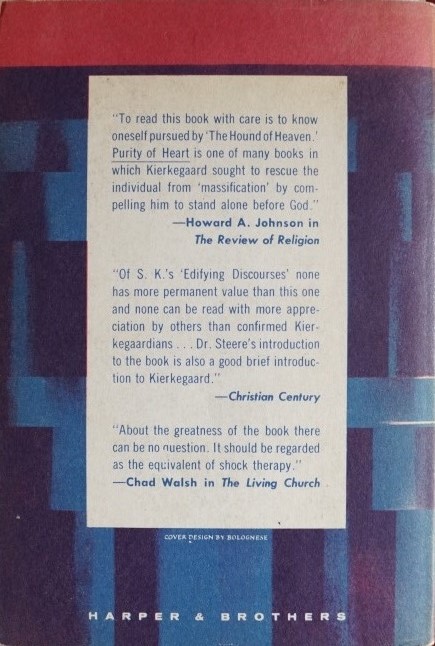 “To read this book with care is to know
oneself pursued by ‘The Hound of Heaven.’
Purity of Heart is one of many books in
which Kierkegaard sought to rescue the
individual from ‘massification’ by com-
pelling him to stand alone before God.”
—Howard A. Johnson in
The Review of Religion
“Of S. K.’s ‘Edifying Discourses’ none
has more permanent value than this one
and none can be read with more appre-
ciation by others than confirmed Kier-
kegaardians . . . Dr. Steere’s introduction
to the book is also a good brief introduc-
tion to Kierkegaard.”
—Christian Century
“About the greatness of the book there
can be no question. It should be regarded
as the equivalent of shock therapy.”
—Chad Walsh in The Living Church
COVER DESIGN BY BOLOGNESE
HARPER & BROTHERS